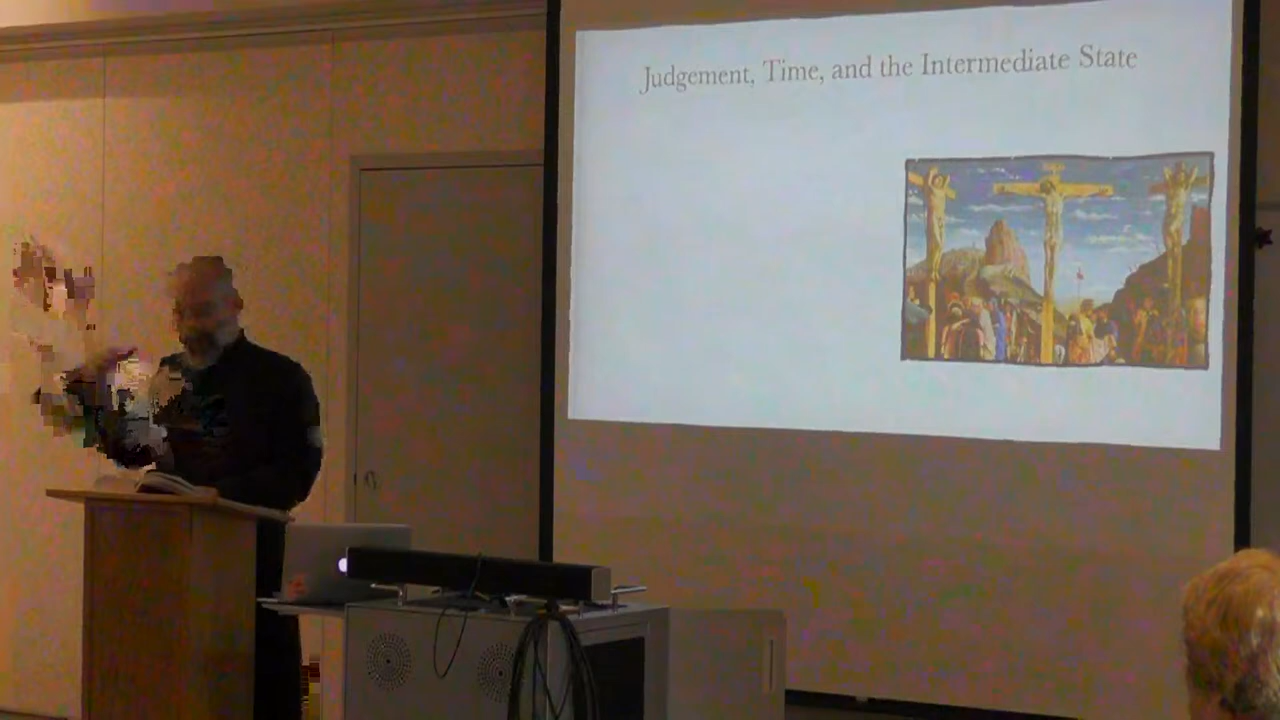 Judgement, Time, and the Intermediate State